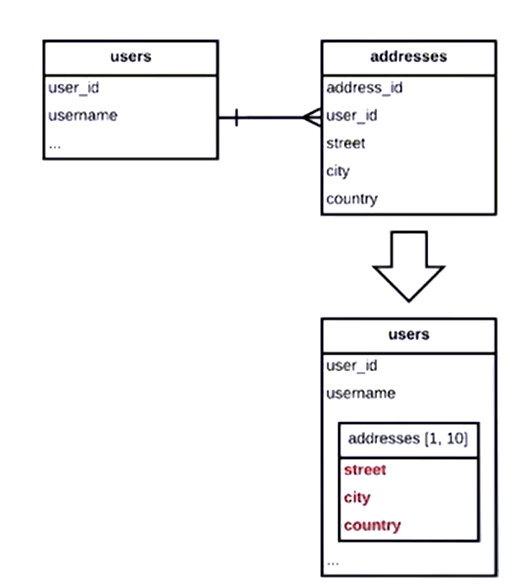 users
user_id
username
...
addresses
address_id
user_id
street
city
country
users
user_id
username
addresses [1, 10]
street
city
country
...